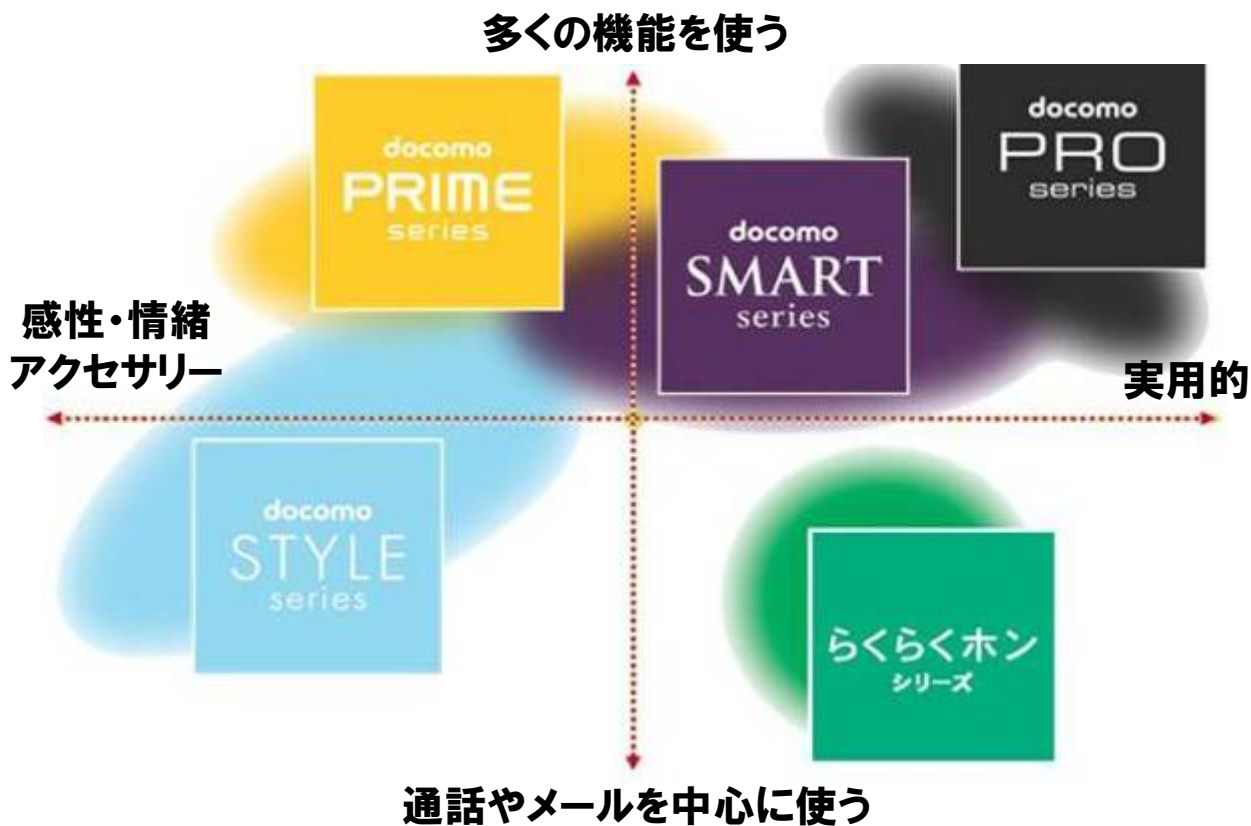 多くの機能を使う
docomo
PRIME
series
docomo
SMART
series
docomo
PRO
series
感性・情緒
アクセサリー
実用的
docomo
STYLE
series
らくらくホン
シリーズ
通話やメールを中心に使う